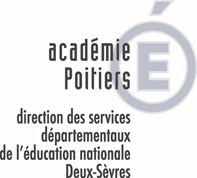 académie
Poitiers
É
direction des services
départementaux
de l'éducation nationale
Deux-Sèvres